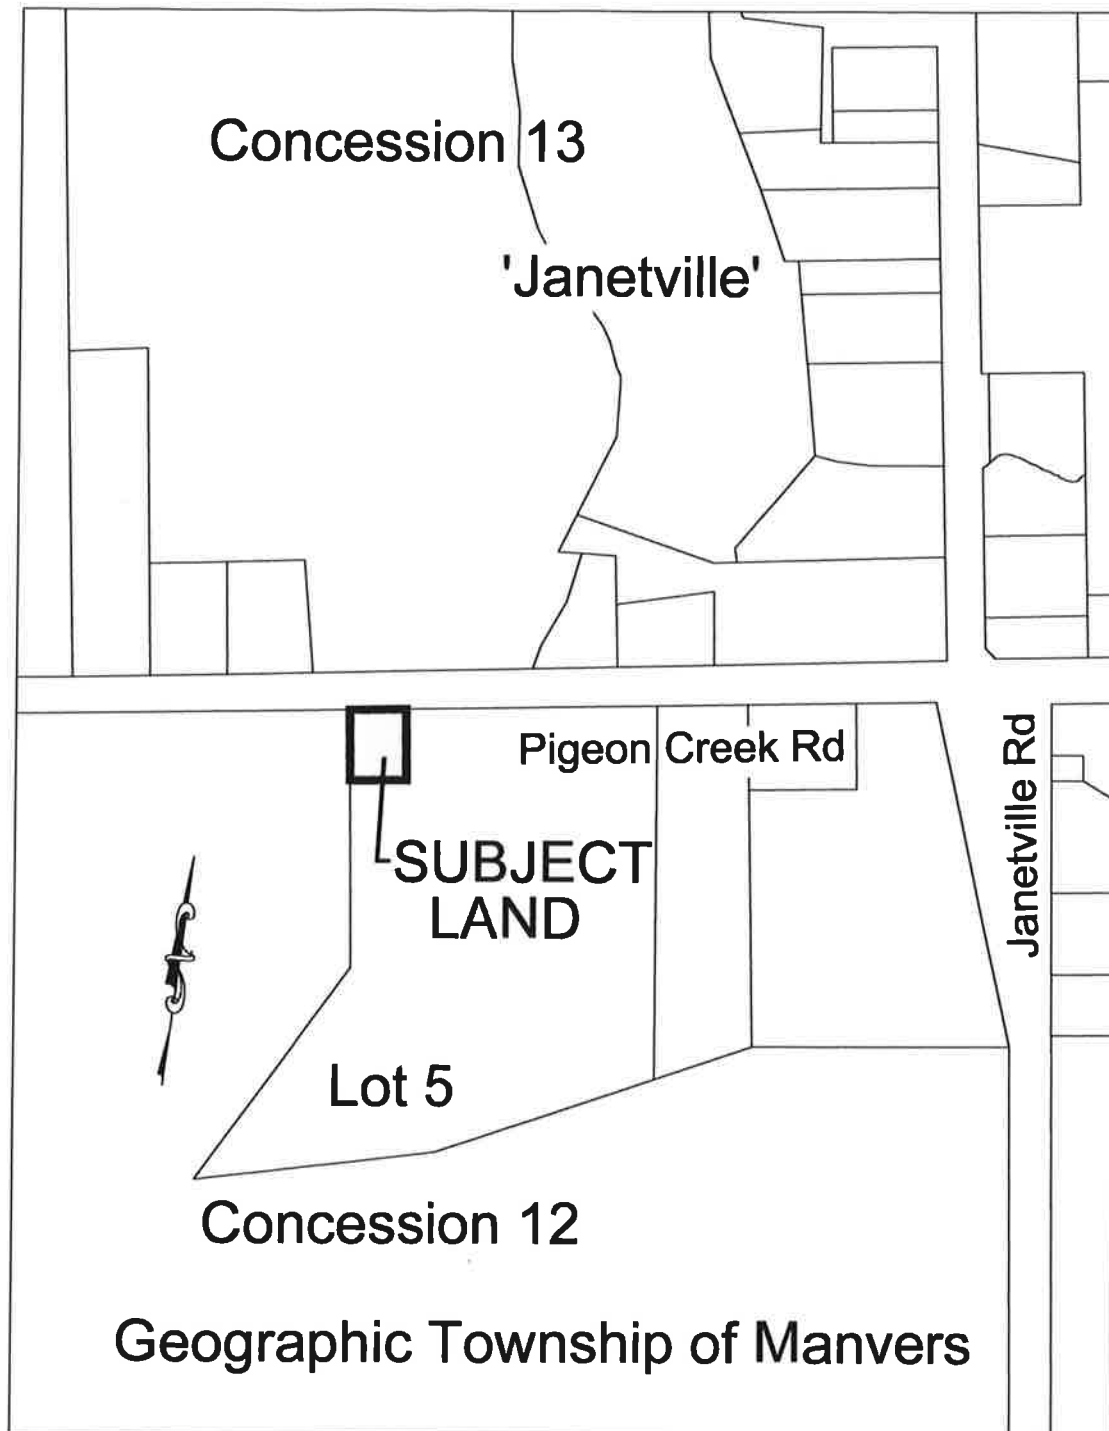 Concession 13
'Janetville'
Pigeon Creek Rd
Janetville Rd
SUBJECT
LAND
Lot 5
Concession 12
Geographic Township of Manvers